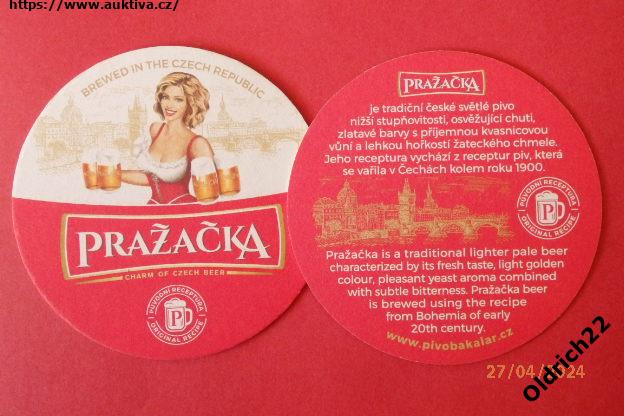 https://www.auktiva.cz/
BREWED IN THE CZECH REPUBLIC
PRAŽAČKA
CHARM OF CZECH BEER
PŮVODNÍ RECEPTURA
P
ORIGINAL RECIPE
PRAŽAČKA
je tradiční české světlé pivo
nižší stupňovitosti, osvěžující chuti,
zlatavé barvy s příjemnou kvasnicovou
vůní a lehkou hořkostí žateckého chmele.
Jeho receptura vychází z receptur piv, která
se vařila v Čechách kolem roku 1900.
PŮVODNÍ RECEPTURA
P
ORIGINAL RECIPE
Pražačka is a traditional lighter pale beer
characterized by its fresh taste, light golden
colour, pleasant yeast aroma combined
with subtle bitterness. Pražačka beer
is brewed using the recipe
from Bohemia of early
20th century.
www.pivobakalar.cz
27/04/2024
Oldrich22